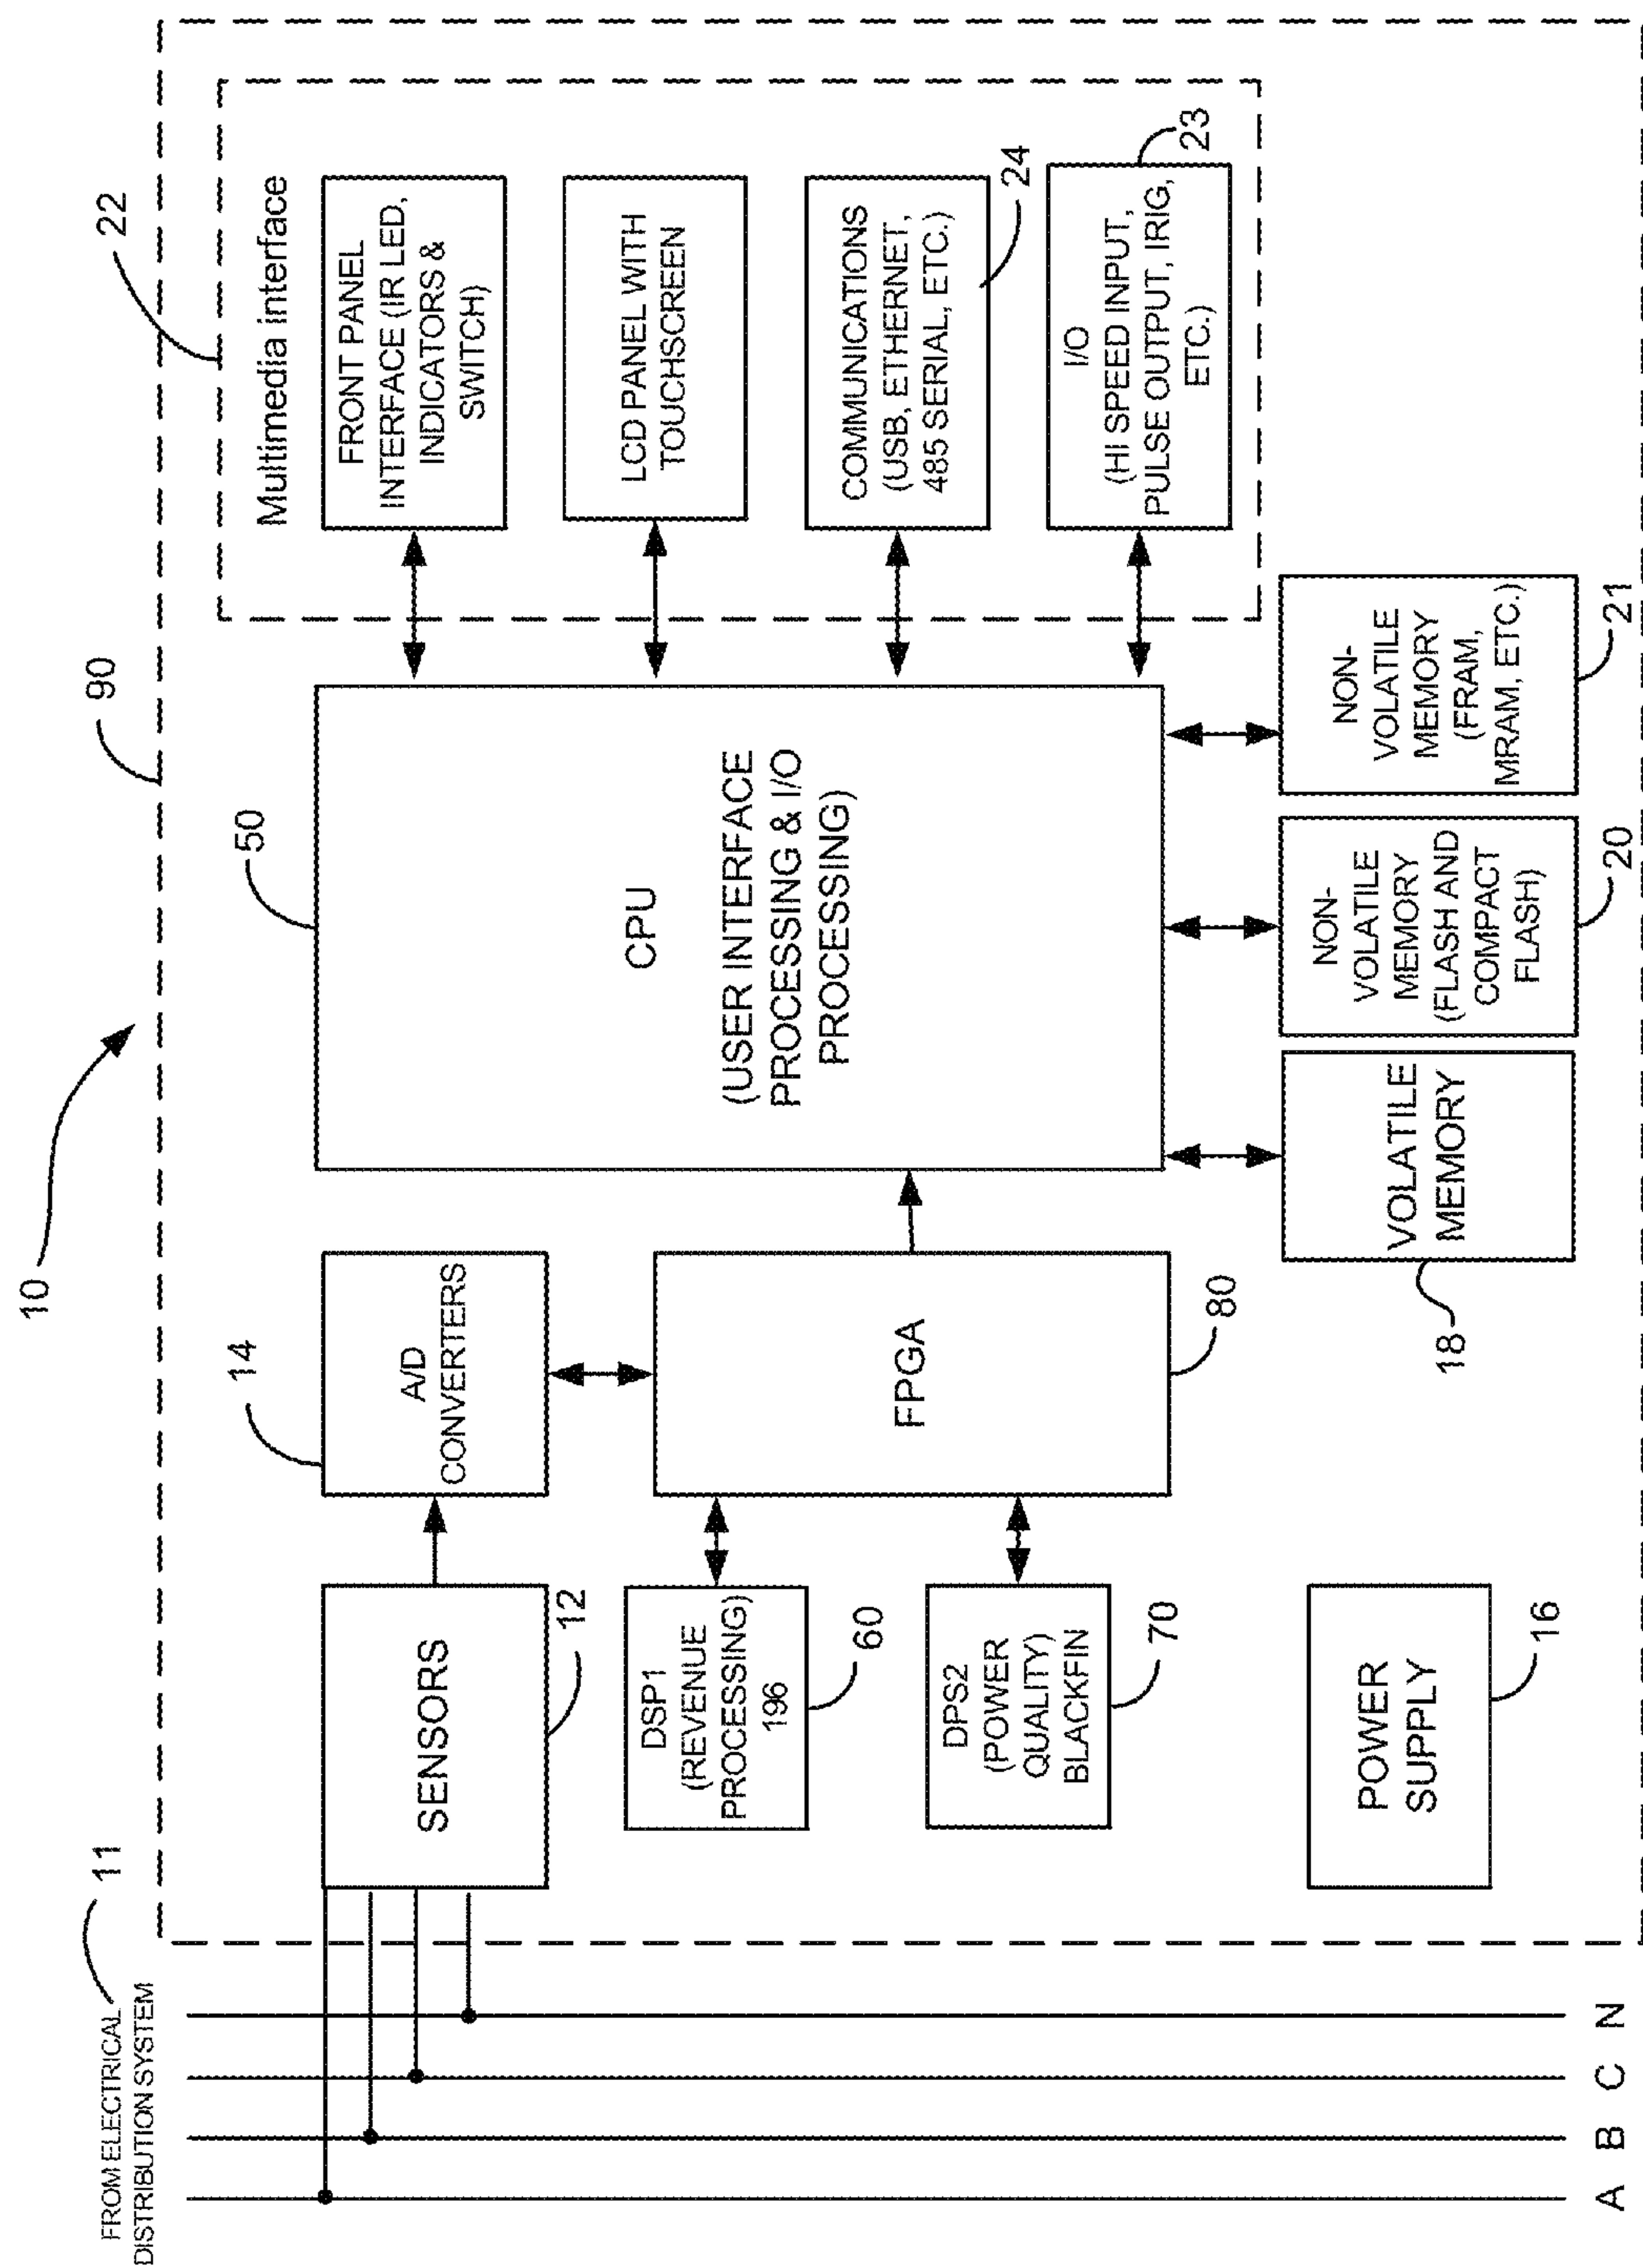 10
90
22
FROM ELECTRICAL
DISTRIBUTION SYSTEM
11
SENSORS
12
14
A/D
CONVERTERS
50
CPU
(USER INTERFACE
PROCESSING & I/O
PROCESSING)
Multimedia interface
FRONT PANEL
INTERFACE (IR LED,
INDICATORS &
SWITCH)
LCD PANEL WITH
TOUCHSCREEN
COMMUNICATIONS
(USB, ETHERNET,
485 SERIAL, ETC.)
24
I/O
(HI SPEED INPUT,
PULSE OUTPUT, IRIG,
ETC.)
23
DSP1
(REVENUE
PROCESSING)
196
60
DPS2
(POWER
QUALITY)
BLACKFIN
70
FPGA
80
POWER
SUPPLY
16
VOLATILE
MEMORY
18
NON-
VOLATILE
MEMORY
(FLASH AND
COMPACT
FLASH)
20
NON-
VOLATILE
MEMORY
(FRAM,
MRAM, ETC.)
21
A B C N